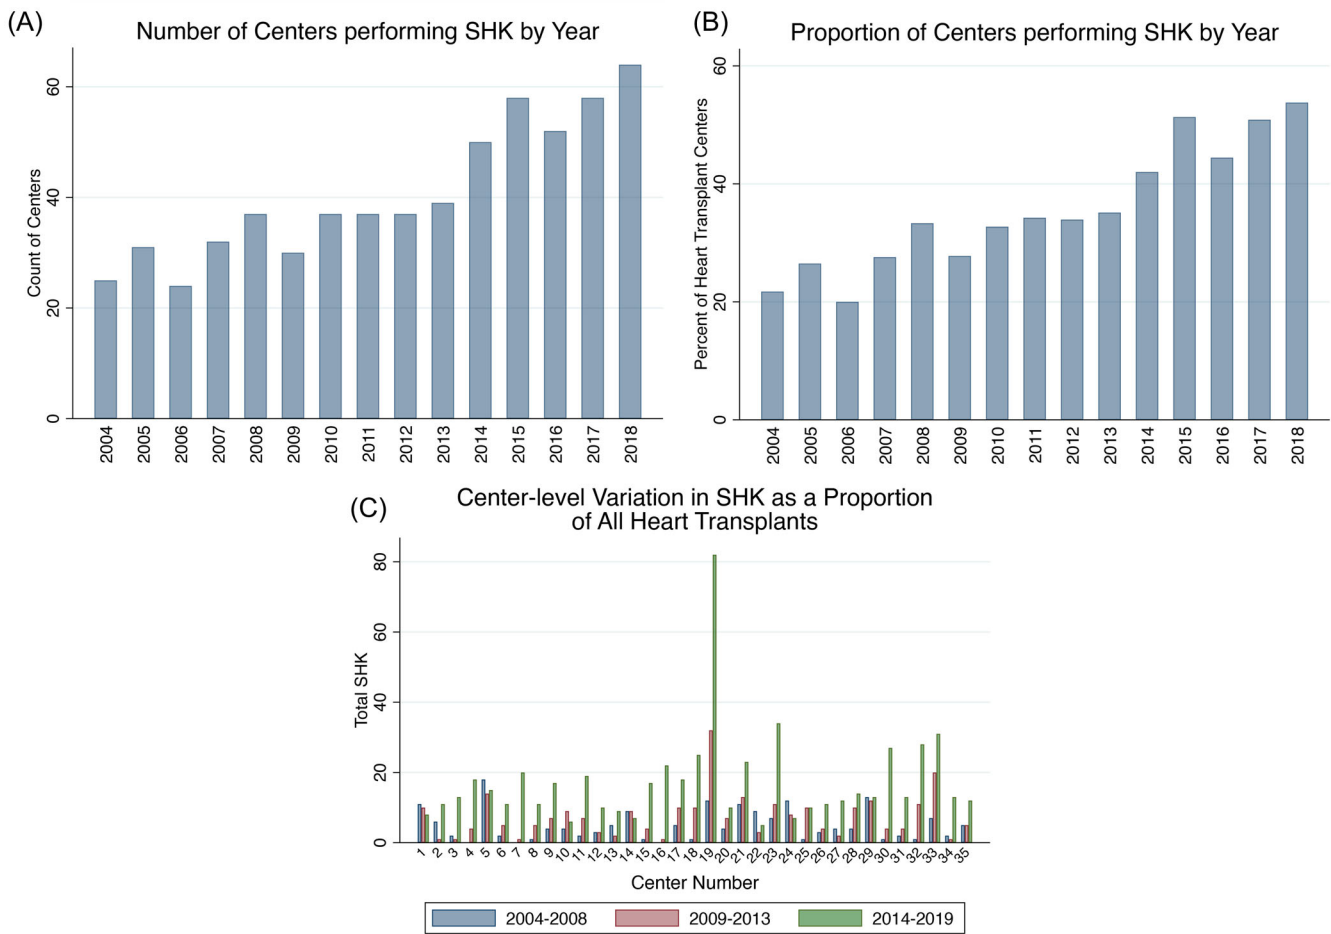 (A)
Number of Centers performing SHK by Year
Count of Centers
60
40
20
0
2004 2005 2006 2007 2008 2009 2010 2011 2012 2013 2014 2015 2016 2017 2018
(B)
Proportion of Centers performing SHK by Year
Percent of Heart Transplant Centers
60
40
20
0
2004 2005 2006 2007 2008 2009 2010 2011 2012 2013 2014 2015 2016 2017 2018
(C)
Center-level Variation in SHK as a Proportion
of All Heart Transplants
Total SHK
80
60
40
20
0
1 2 3 4 5 6 7 8 9 10 11 12 13 14 15 16 17 18 19 20 21 22 23 24 25 26 27 28 29 30 31 32 33 34 35
Center Number
2004-2008 2009-2013 2014-2019